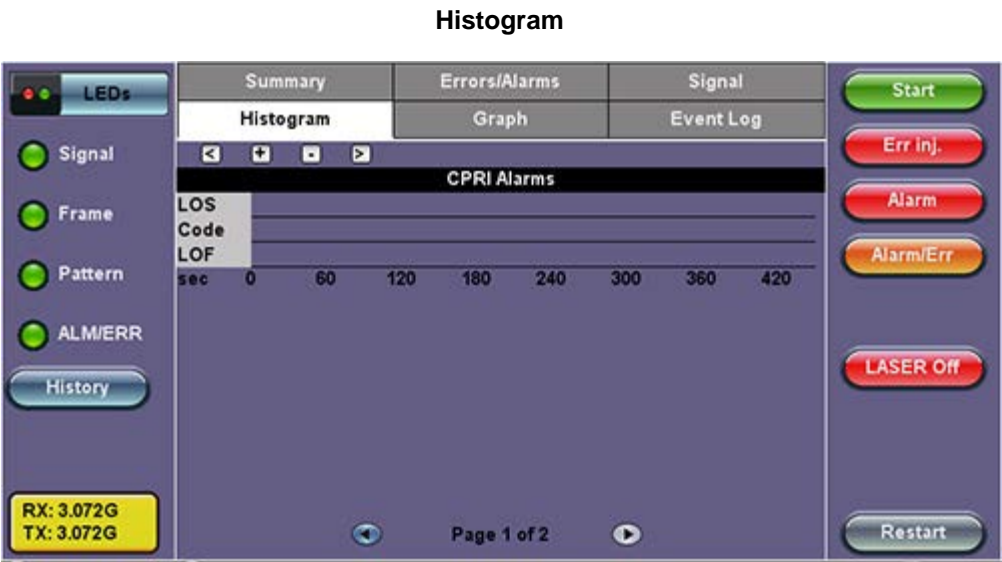 Histogram
LEDs
Signal
Frame
Pattern
ALM/ERR
History
RX: 3.072G
TX: 3.072G
Summary Errors/Alarms Signal
Histogram Graph Event Log
< + - >
CPRI Alarms
LOS
Code
LOF
sec 0 60 120 180 240 300 360 420
Page 1 of 2
Start
Err inj.
Alarm
Alarm/Err
LASER Off
Restart